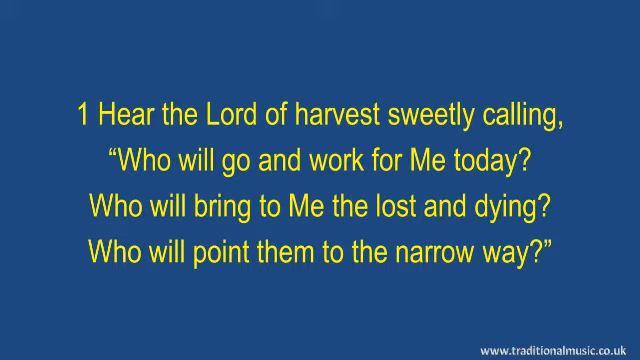 1 Hear the Lord of harvest sweetly calling,
“Who will go and work for Me today?
Who will bring to Me the lost and dying?
Who will point them to the narrow way?”
www.traditionalmusic.co.uk